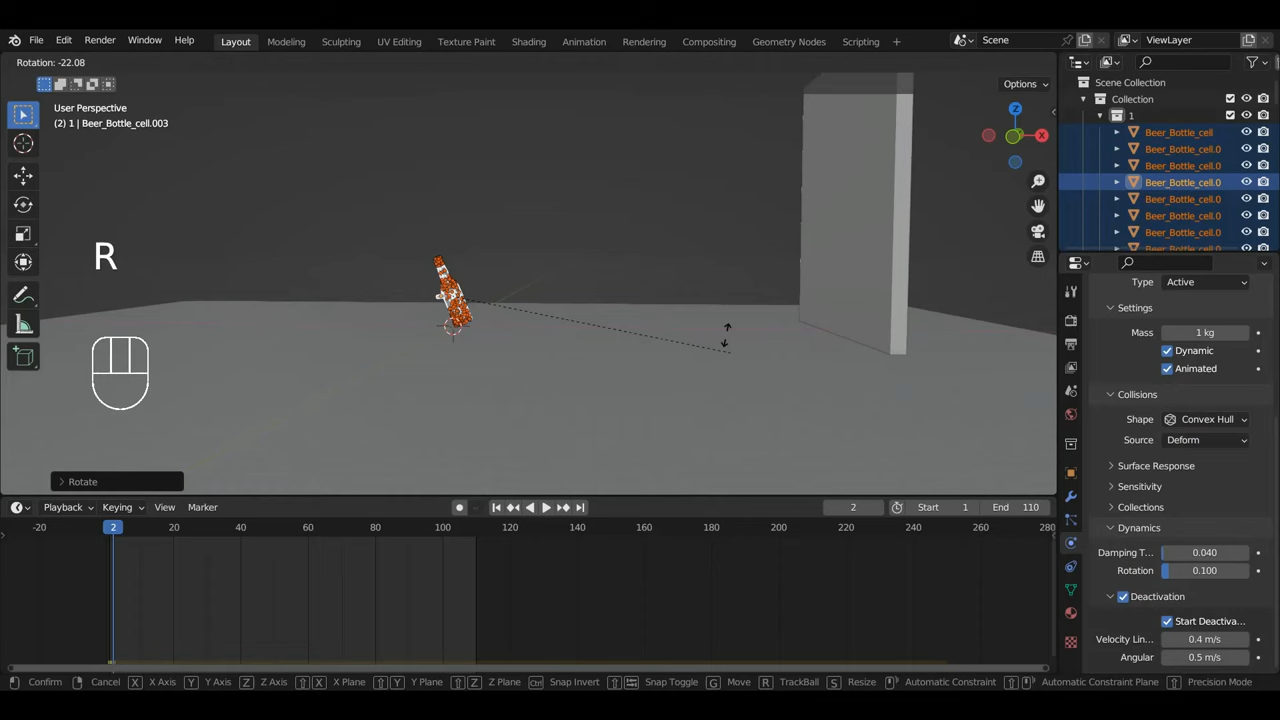 File Edit Render Window Help Layout Modeling Sculpting UV Editing Texture Paint Shading Animation Rendering Compositing Geometry Nodes Scripting + Scene ViewLayer
Rotation: -22.08
Options
User Perspective
(2) 1 | Beer_Bottle_cell.003
Z
X
R
Rotate
Scene Collection
Collection
1
Beer_Bottle_cell
Beer_Bottle_cell.0
Beer_Bottle_cell.0
Beer_Bottle_cell.0
Beer_Bottle_cell.0
Beer_Bottle_cell.0
Beer_Bottle_cell.0
Type Active
Settings
Mass 1 kg
Dynamic
Animated
Collisions
Shape Convex Hull
Source Deform
Surface Response
Sensitivity
Collections
Dynamics
Damping T... 0.040
Rotation 0.100
Deactivation
Start Deactiva...
Velocity Lin... 0.4 m/s
Angular 0.5 m/s
Playback Keying View Marker 2 Start 1 End 110
-20 2 20 40 60 80 100 120 140 160 180 200 220 240 260 280
Confirm Cancel X X Axis Y Y Axis Z Z Axis X X Plane Y Y Plane Z Z Plane Ctrl Snap Invert Snap Toggle G Move R TrackBall S Resize Automatic Constraint Automatic Constraint Plane Precision Mode